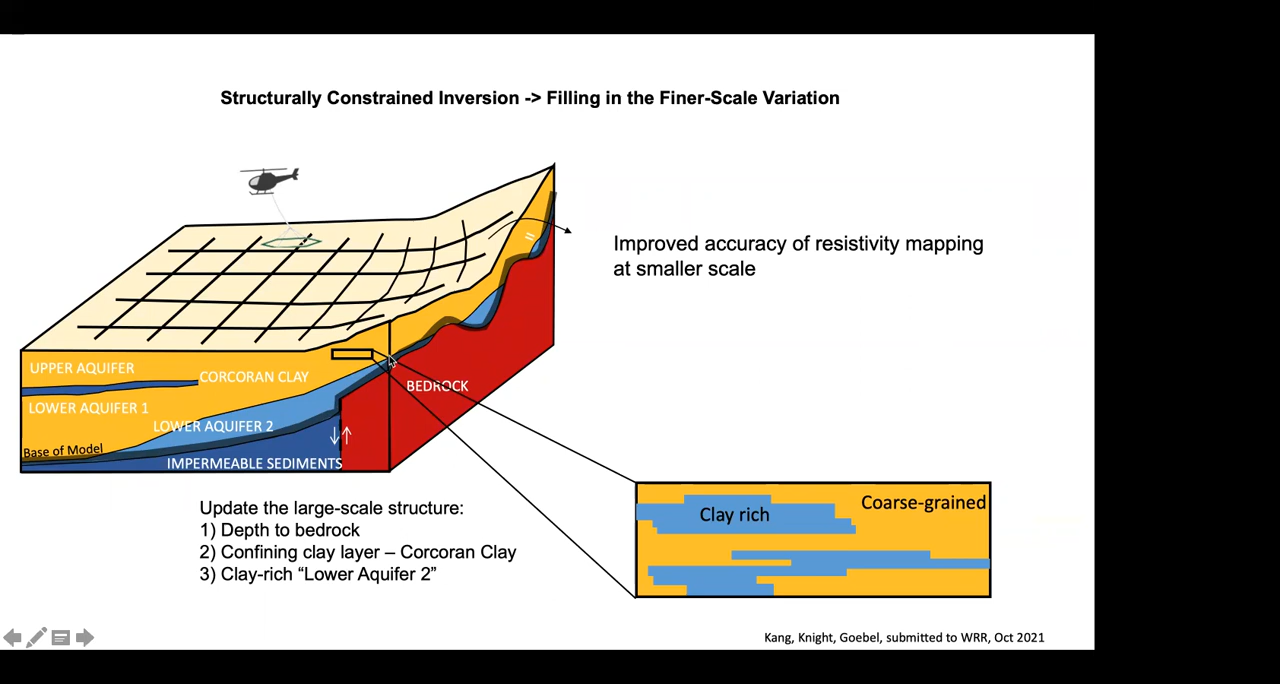 Structurally Constrained Inversion -> Filling in the Finer-Scale Variation
Improved accuracy of resistivity mapping
at smaller scale
UPPER AQUIFER
CORCORAN CLAY
LOWER AQUIFER 1
LOWER AQUIFER 2
BEDROCK
Base of Model
IMPERMEABLE SEDIMENTS
Update the large-scale structure:
1) Depth to bedrock
2) Confining clay layer – Corcoran Clay
3) Clay-rich “Lower Aquifer 2”
Clay rich
Coarse-grained
Kang, Knight, Goebel, submitted to WRR, Oct 2021